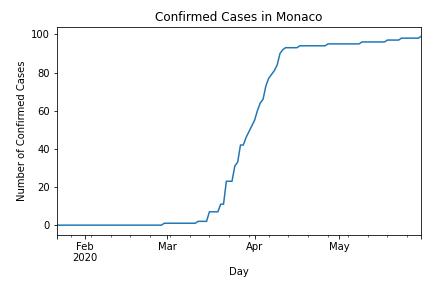 Confirmed Cases in Monaco
100
80
60
40
20
0
Number of Confirmed Cases
Feb
2020
Mar
Apr
May
Day